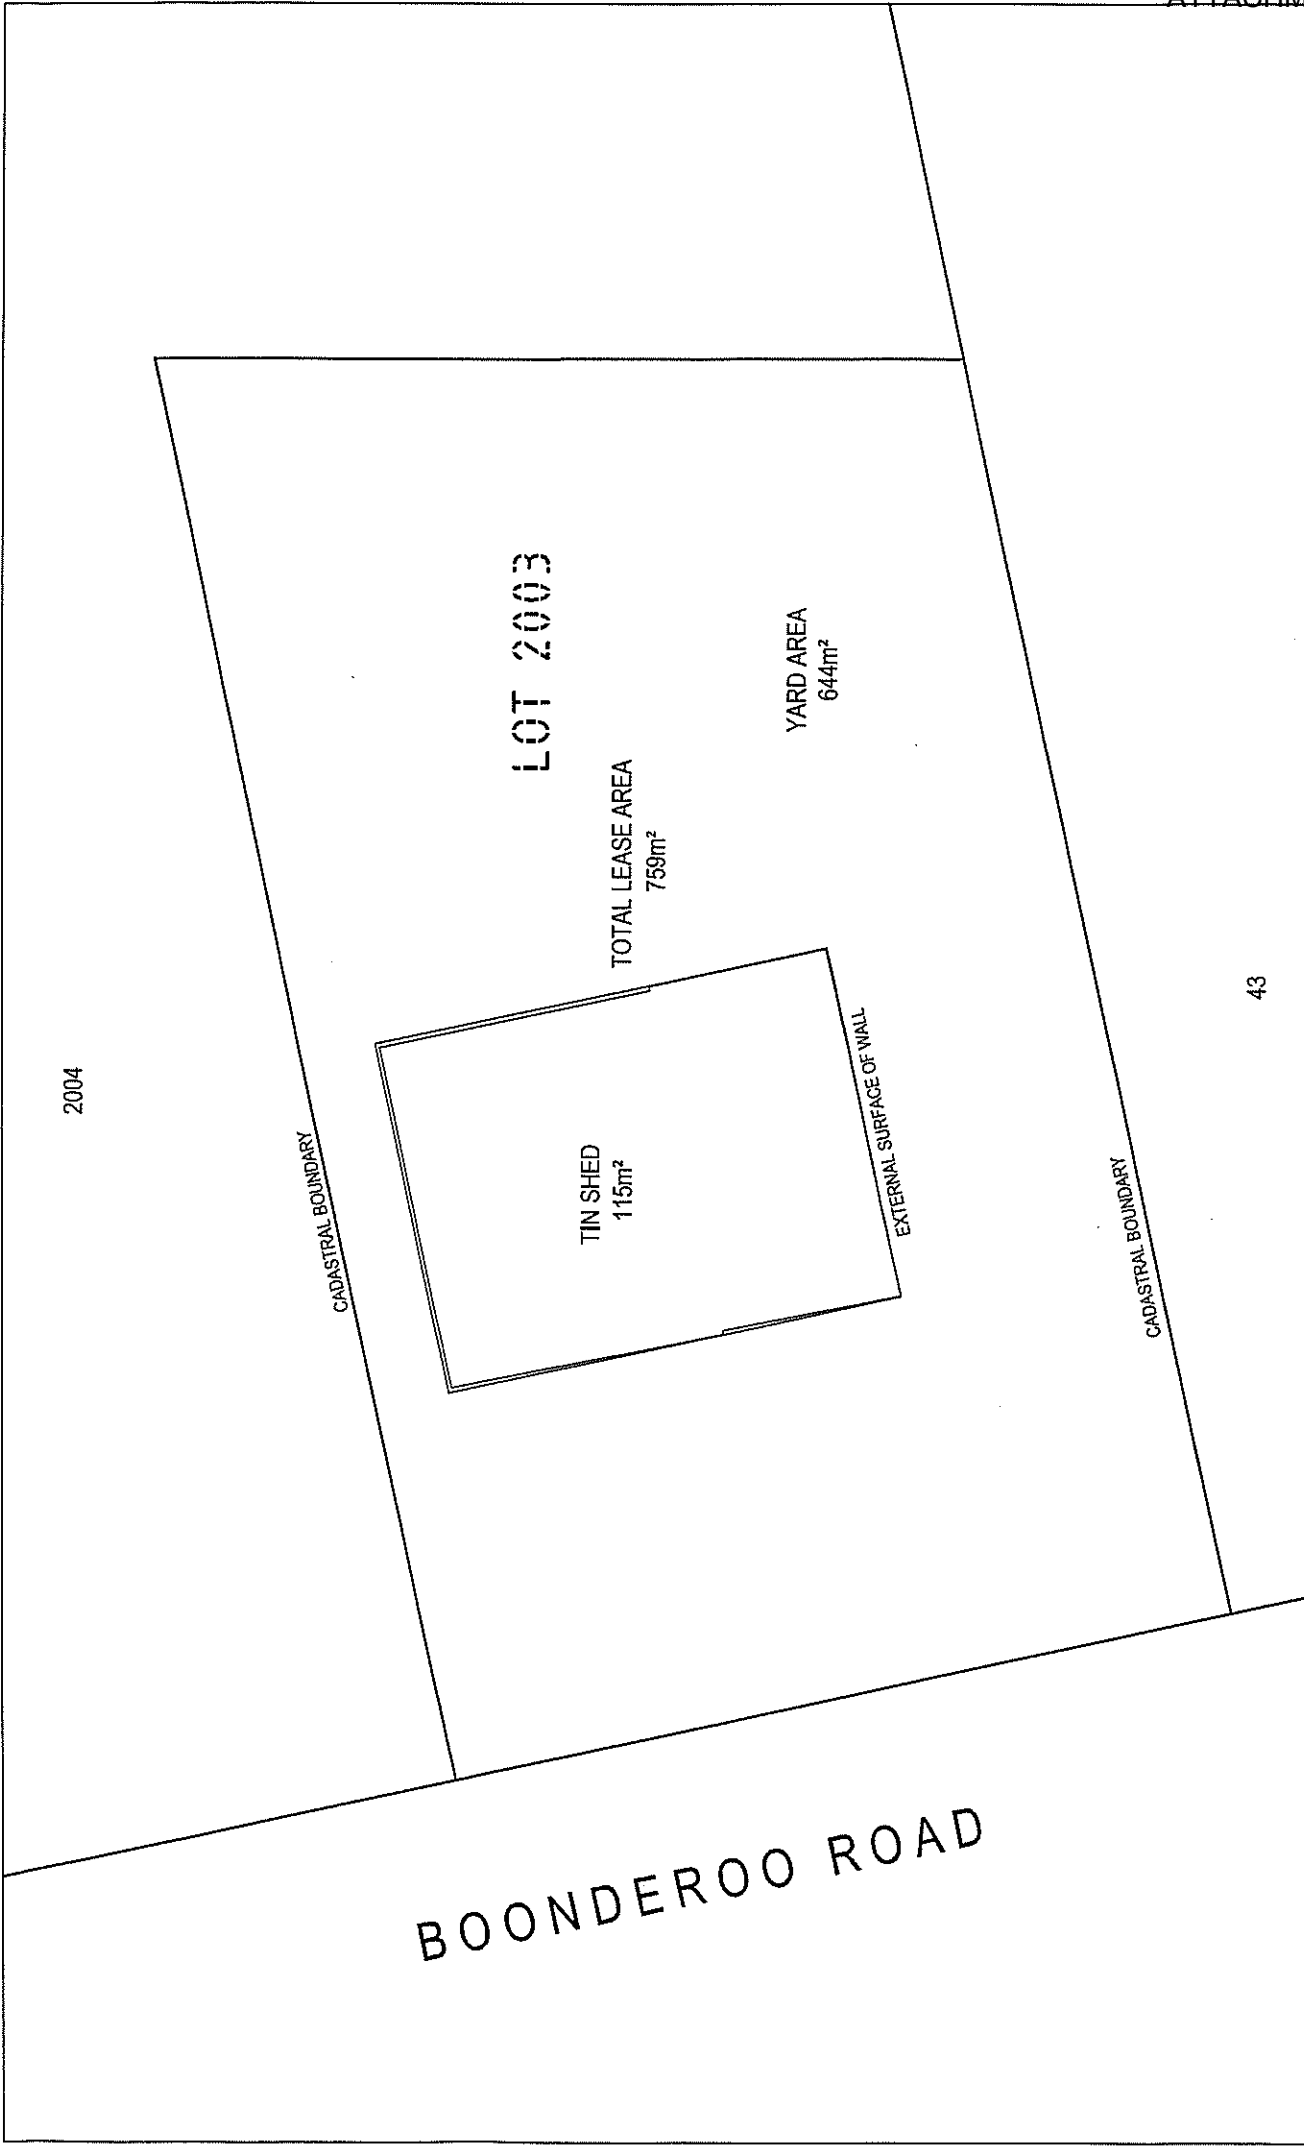 2004
CADASTRAL BOUNDARY
LOT 2003
TOTAL LEASE AREA
759m²
YARD AREA
644m²
TIN SHED
115m²
EXTERNAL SURFACE OF WALL
CADASTRAL BOUNDARY
43
BOONDEROO ROAD